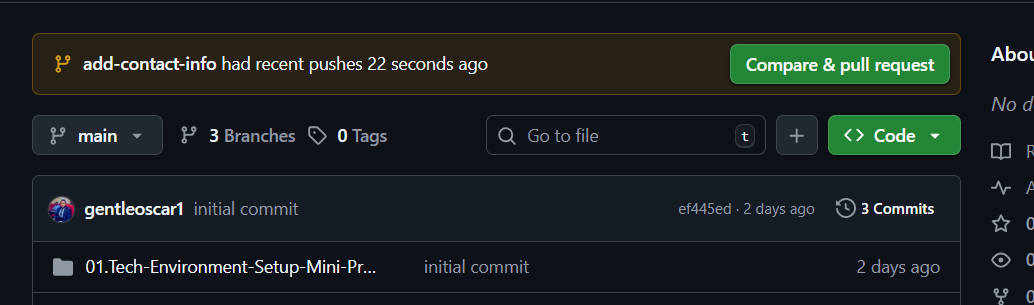 add-contact-info had recent pushes 22 seconds ago
Compare & pull request
main
3 Branches
0 Tags
Go to file
t
Code
gentleoscar1 initial commit
ef445ed · 2 days ago
3 Commits
01.Tech-Environment-Setup-Mini-Pr...
initial commit
2 days ago
Abou
No d
R
A
0
0
0